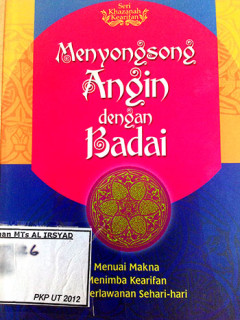 Seri
Khazanah
Kearifan
Menyongsong
Angin
dengan
Badai
MTs AL IRSYAD
PKP UT 2012
Menuai Makna
Menimba Kearifan
Sehari-hari